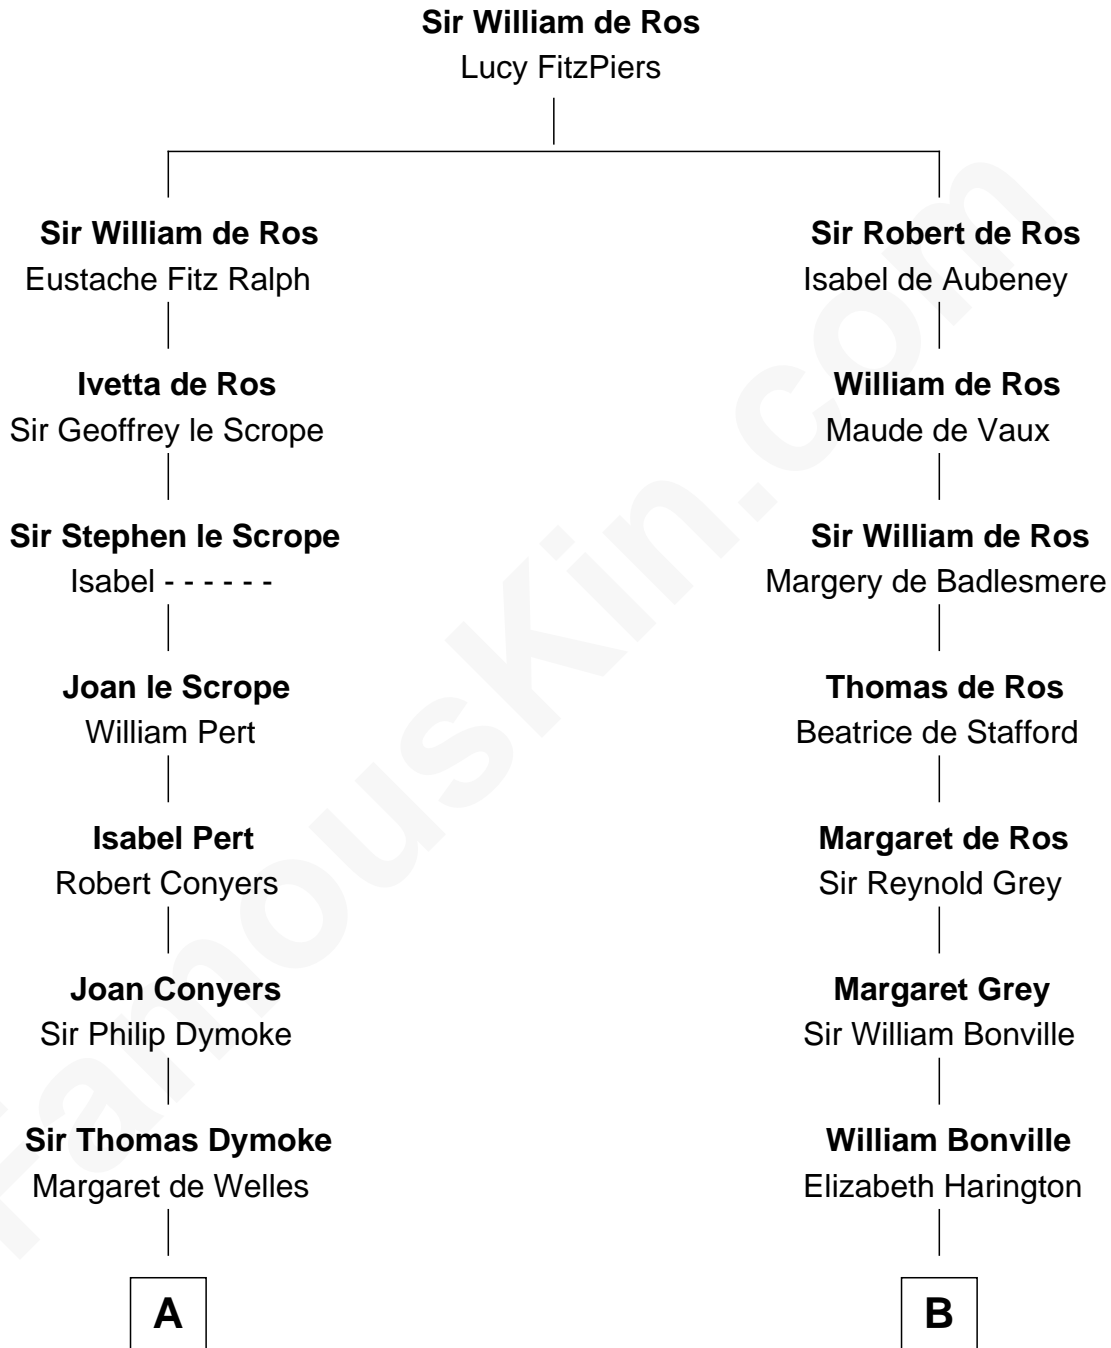 Sir William de Ros
Lucy FitzPiers
Sir William de Ros
Eustache Fitz Ralph
Sir Robert de Ros
Isabel de Aubeney
Ivetta de Ros
Sir Geoffrey le Scrope
William de Ros
Maude de Vaux
Sir Stephen le Scrope
Isabel - - - - - -
Sir William de Ros
Margery de Badlesmere
Joan le Scrope
William Pert
Thomas de Ros
Beatrice de Stafford
Isabel Pert
Robert Conyers
Margaret de Ros
Sir Reynold Grey
Joan Conyers
Sir Philip Dymoke
Margaret Grey
Sir William Bonville
Sir Thomas Dymoke
Margaret de Welles
William Bonville
Elizabeth Harington
A
B
FamousKin.com